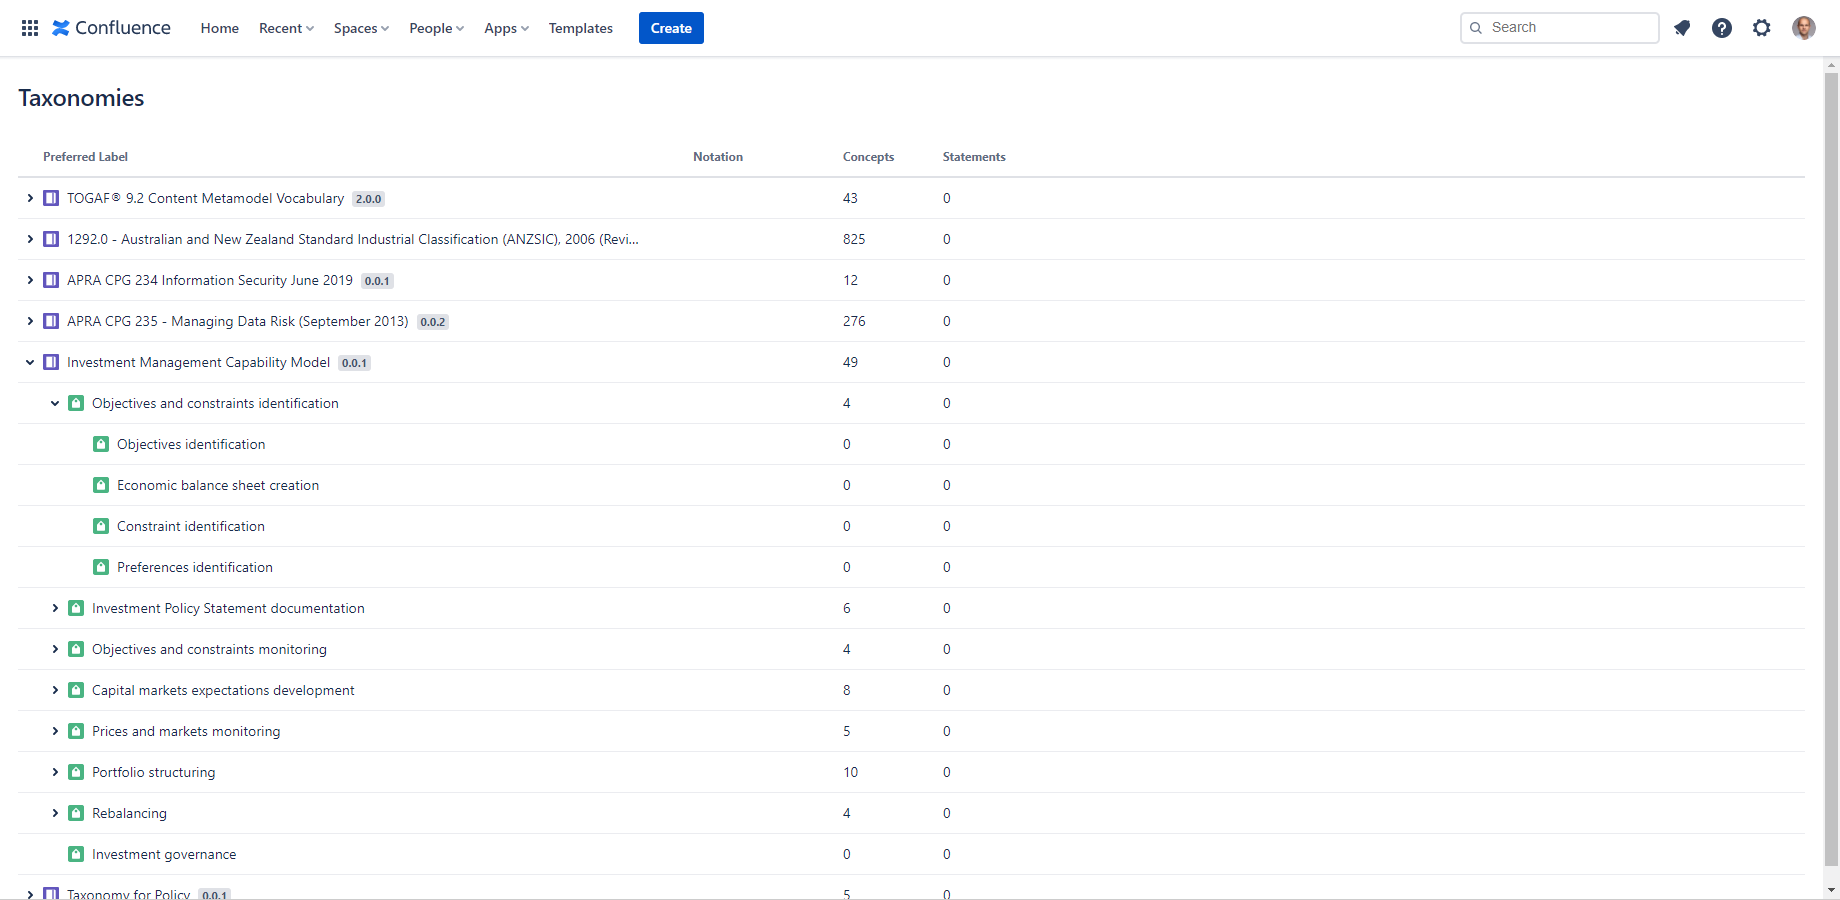 Confluence Home Recent Spaces People Apps Templates Create Search
Taxonomies
Preferred Label Notation Concepts Statements
TOGAF® 9.2 Content Metamodel Vocabulary 2.0.0 43 0
1292.0 - Australian and New Zealand Standard Industrial Classification (ANZSIC), 2006 (Revi... 825 0
APRA CPG 234 Information Security June 2019 0.0.1 12 0
APRA CPG 235 - Managing Data Risk (September 2013) 0.0.2 276 0
Investment Management Capability Model 0.0.1 49 0
Objectives and constraints identification 4 0
Objectives identification 0 0
Economic balance sheet creation 0 0
Constraint identification 0 0
Preferences identification 0 0
Investment Policy Statement documentation 6 0
Objectives and constraints monitoring 4 0
Capital markets expectations development 8 0
Prices and markets monitoring 5 0
Portfolio structuring 10 0
Rebalancing 4 0
Investment governance 0 0
Taxonomy for Policy 0.0.1 5 0